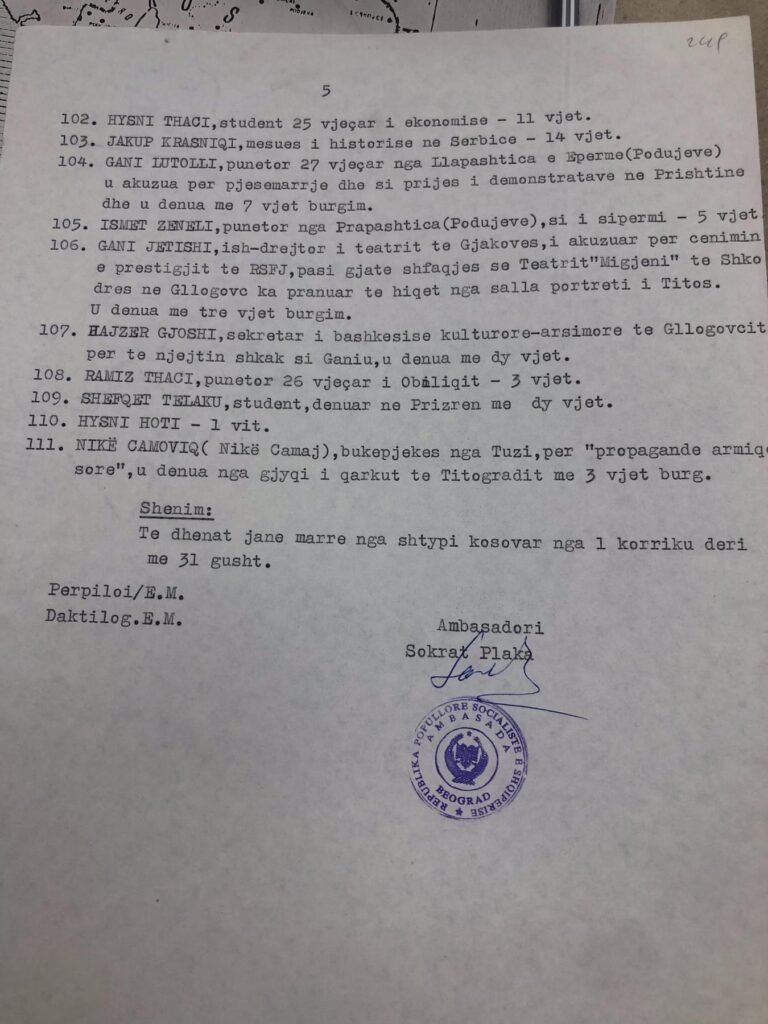 5
102. HYSNI THACI,student 25 vjeçar i ekonomise - 11 vjet.
103. JAKUP KRASNIQI,mesues i historise ne Serbice - 14 vjet.
104. GANI LUTOLLI,punetor 27 vjeçar nga Llapashtica e Eperme(Podujeve)
u akuzua per pjesemarrje dhe si prijes i demonstratave ne Prishtine
dhe u denua me 7 vjet burgim.
105. ISMET ZENELI,punetor nga Prapashtica(Podujeve),si i sipermi - 5 vjet
106. GANI JETISHI,ish-drejtor i teatrit te Gjakoves,i akuzuar per cenimin
e prestigjit te RSFJ,pasi gjate shfaqjes se Teatrit"Migjeni" te Shko
dres ne Gllogovc ka pranuar te hiqet nga salla portreti i Titos.
U denua me tre vjet burgim.
107. HAJZER GJOSHI,sekretar i bashkesise kulturore-arsimore te Gllogovcit
per te njejtin shkak si Ganiu,u denua me dy vjet.
108. RAMIZ THACI,punetor 26 vjeçar i Obiliqit - 3 vjet.
109. SHEFQET TELAKU,student,denuar ne Prizren me dy vjet.
110. HYSNI HOTI - 1 vit.
111. NIKË CAMOVIQ( Nikë Camaj),bukepjekes nga Tuzi,per "propagande armiqe
sore",u denua nga gjyqi i qarkut te Titogradit me 3 vjet burg.
Shenim:
Te dhenat jane marre nga shtypi kosovar nga 1 korriku deri
me 31 gusht.
Perpiloi/E.M.
Daktilog.E.M.
Ambasadori
Sokrat Plaka
REPUBLIKA POPULLORE SOCIALISTE E SHQIPERISE
AMBASADA
BEOGRAD